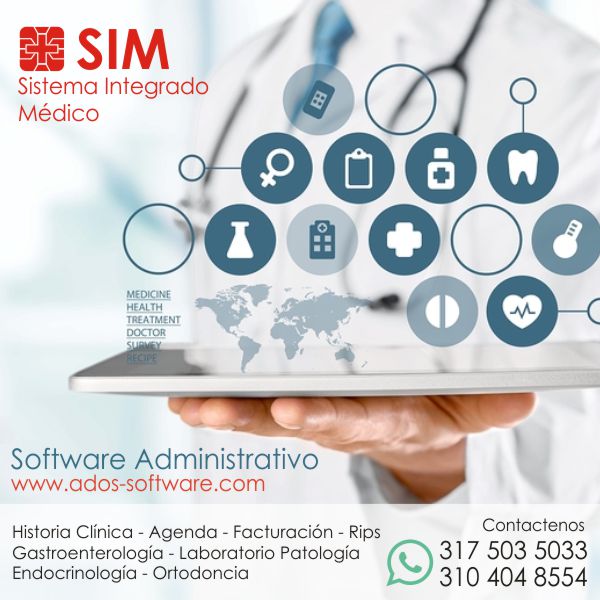 SIM
Sistema Integrado
Médico
MEDICINE
HEALTH
TREATMENT
DOCTOR
SURVEY
RECIPE
Software Administrativo
www.ados-software.com
Historia Clínica - Agenda - Facturación - Rips
Gastroenterología - Laboratorio Patología
Endocrinología - Ortodoncia
Contactenos
317 503 5033
310 404 8554